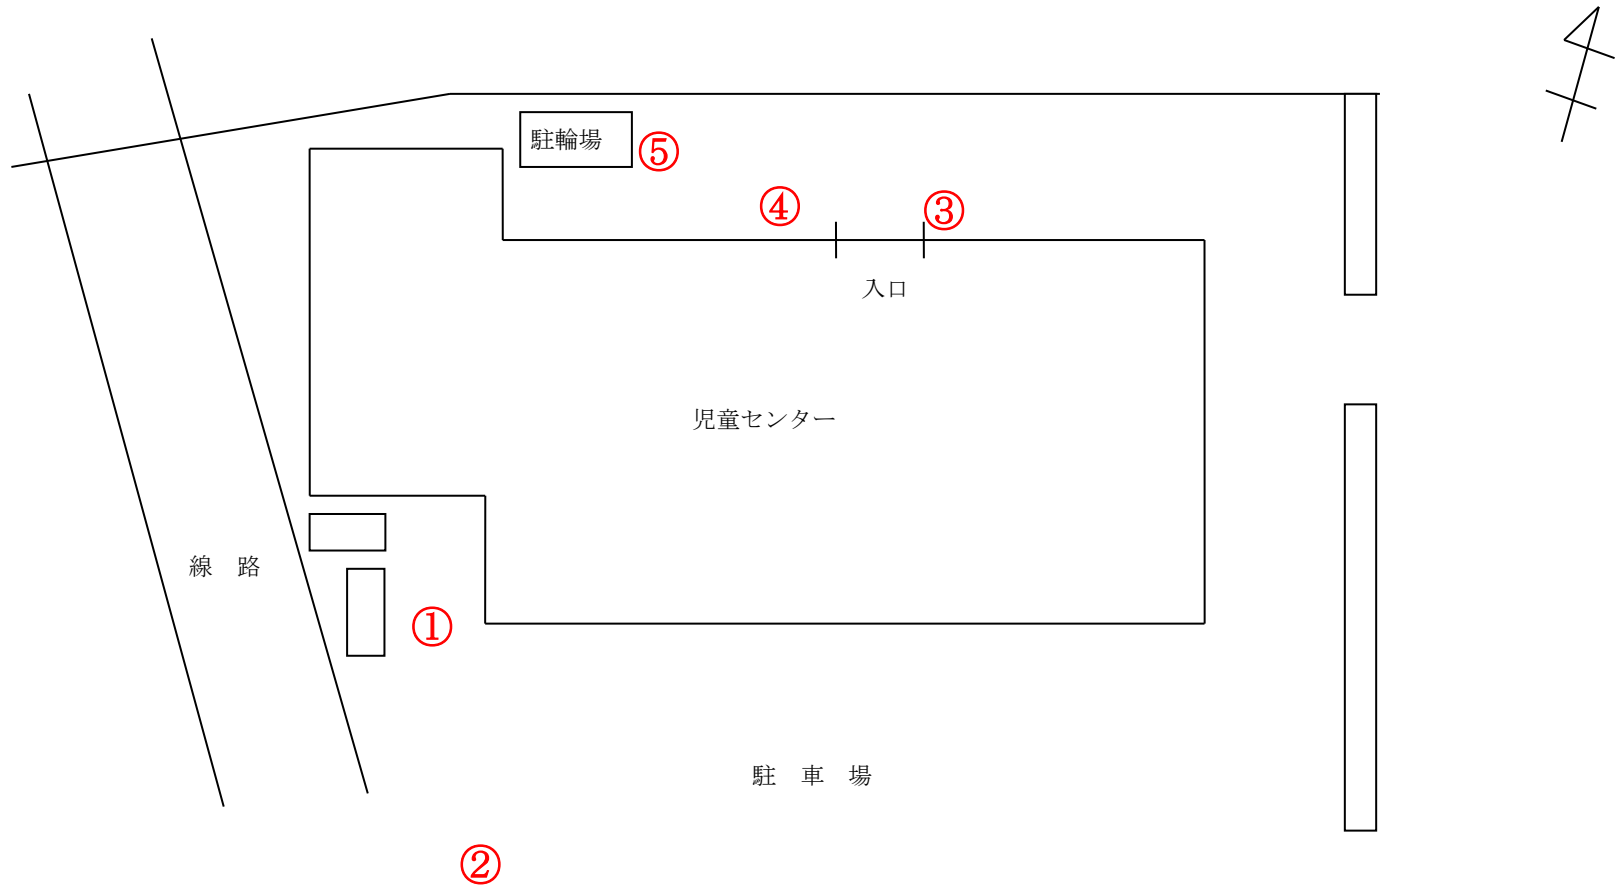 駐輪場
⑤
④
③
入口
児童センター
線　路
①
駐　車　場
②